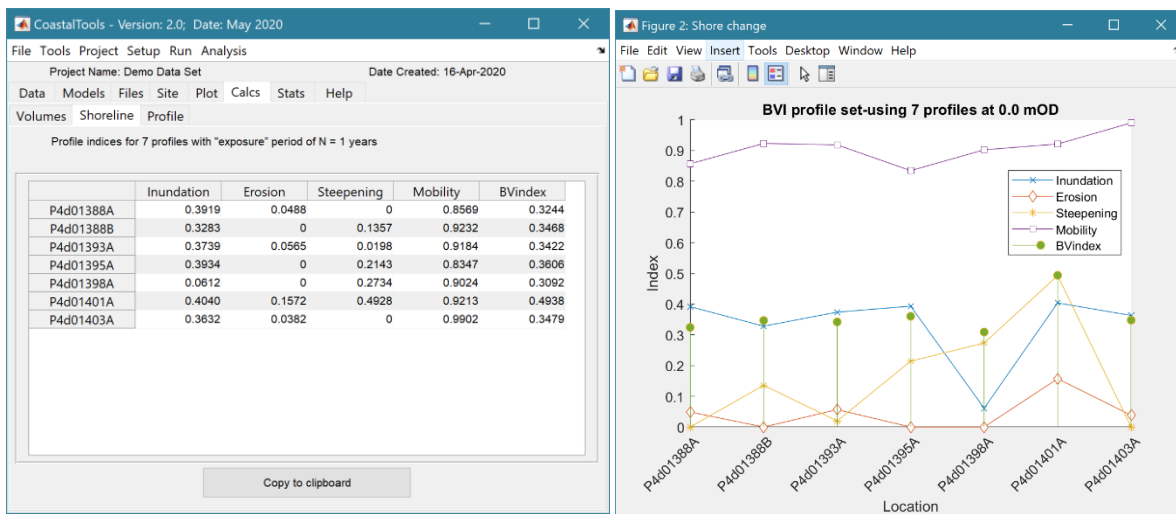 CoastalTools - Version: 2.0; Date: May 2020
File Tools Project Setup Run Analysis
Project Name: Demo Data Set Date Created: 16-Apr-2020
Data Models Files Site Plot Calcs Stats Help
Volumes Shoreline Profile
Profile indices for 7 profiles with "exposure" period of N = 1 years
Inundation Erosion Steepening Mobility BVindex
P4d01388A 0.3919 0.0488 0 0.8569 0.3244
P4d01388B 0.3283 0 0.1357 0.9232 0.3468
P4d01393A 0.3739 0.0565 0.0198 0.9184 0.3422
P4d01395A 0.3934 0 0.2143 0.8347 0.3606
P4d01398A 0.0612 0 0.2734 0.9024 0.3092
P4d01401A 0.4040 0.1572 0.4928 0.9213 0.4938
P4d01403A 0.3632 0.0382 0 0.9902 0.3479
Copy to clipboard
Figure 2: Shore change
File Edit View Insert Tools Desktop Window Help
BVI profile set-using 7 profiles at 0.0 mOD
1
0.9
0.8
0.7
0.6
0.5
0.4
0.3
0.2
0.1
0
Index
Inundation
Erosion
Steepening
Mobility
BVindex
P4d01388A
P4d01388B
P4d01393A
P4d01395A
P4d01398A
P4d01401A
P4d01403A
Location